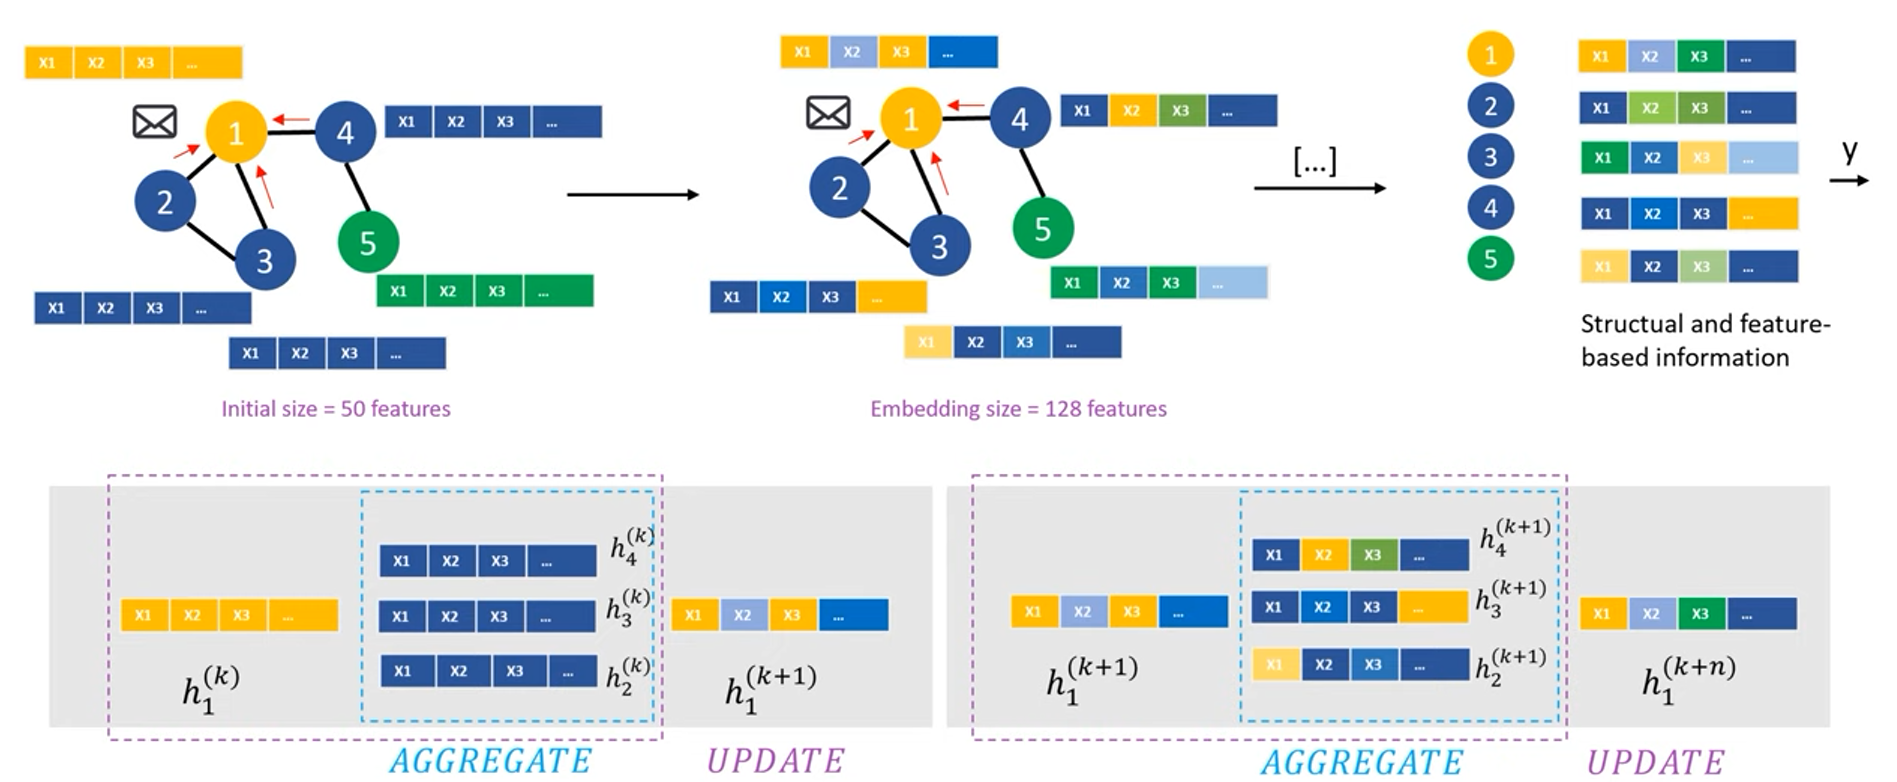 X1 X2 X3 ...
1
4
X1 X2 X3 ...
2
3
5
X1 X2 X3 ...
X1 X2 X3 ...
X1 X2 X3 ...
Initial size = 50 features
X1 X2 X3 ...
1
4
X1 X2 X3 ...
2
3
5
X1 X2 X3 ...
X1 X2 X3 ...
X1 X2 X3 ...
Embedding size = 128 features
[...]
1 X1 X2 X3 ...
2 X1 X2 X3 ...
3 X1 X2 X3 ...
4 X1 X2 X3 ...
5 X1 X2 X3 ...
y
Structual and feature-
based information
X1 X2 X3 ...
h_1^{(k)}
X1 X2 X3 ... h_4^{(k)}
X1 X2 X3 ... h_3^{(k)}
X1 X2 X3 ... h_2^{(k)}
X1 X2 X3 ...
h_1^{(k+1)}
AGGREGATE UPDATE
X1 X2 X3 ...
h_1^{(k+1)}
X1 X2 X3 ... h_4^{(k+1)}
X1 X2 X3 ... h_3^{(k+1)}
X1 X2 X3 ... h_2^{(k+1)}
X1 X2 X3 ...
h_1^{(k+n)}
AGGREGATE UPDATE